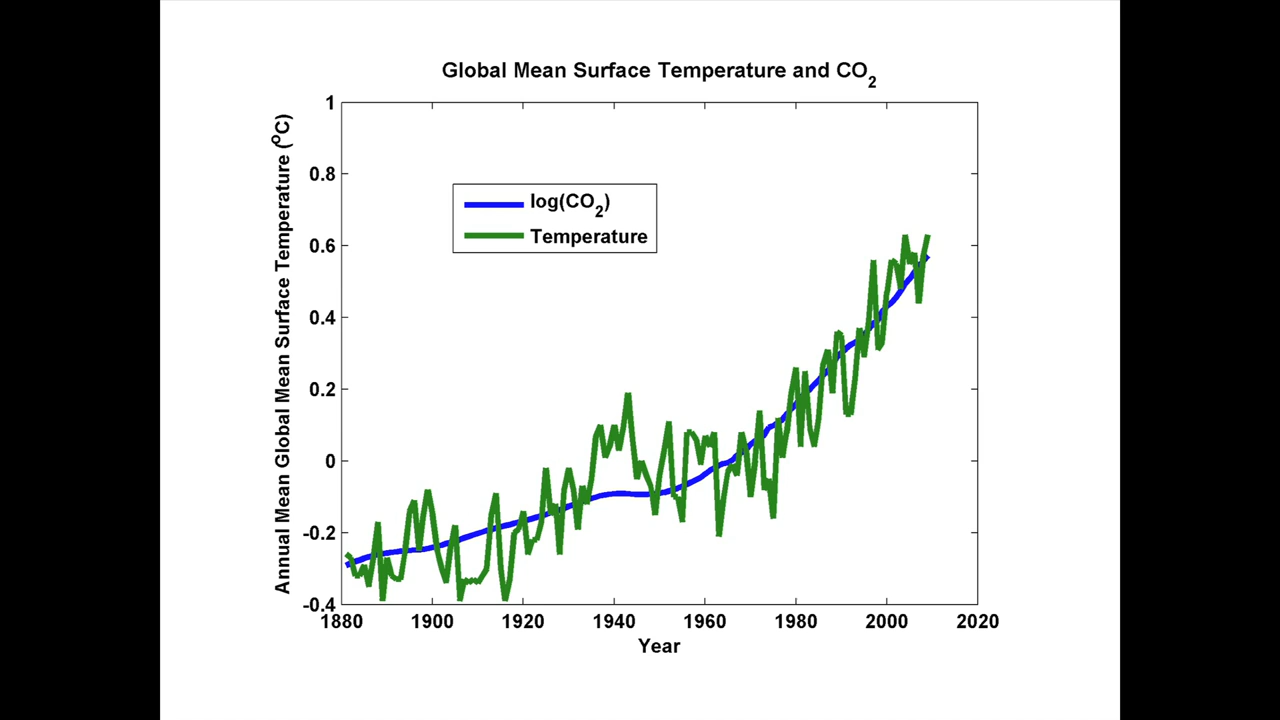 Global Mean Surface Temperature and CO2
Annual Mean Global Mean Surface Temperature (oC)
1
0.8
0.6
0.4
0.2
0
-0.2
-0.4
log(CO2)
Temperature
1880 1900 1920 1940 1960 1980 2000 2020
Year